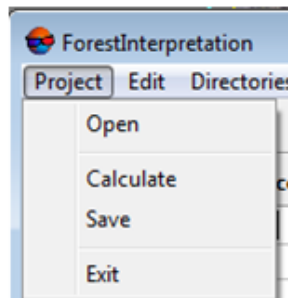 ForestInterpretation
Project Edit Directories
Open
Calculate
Save
Exit